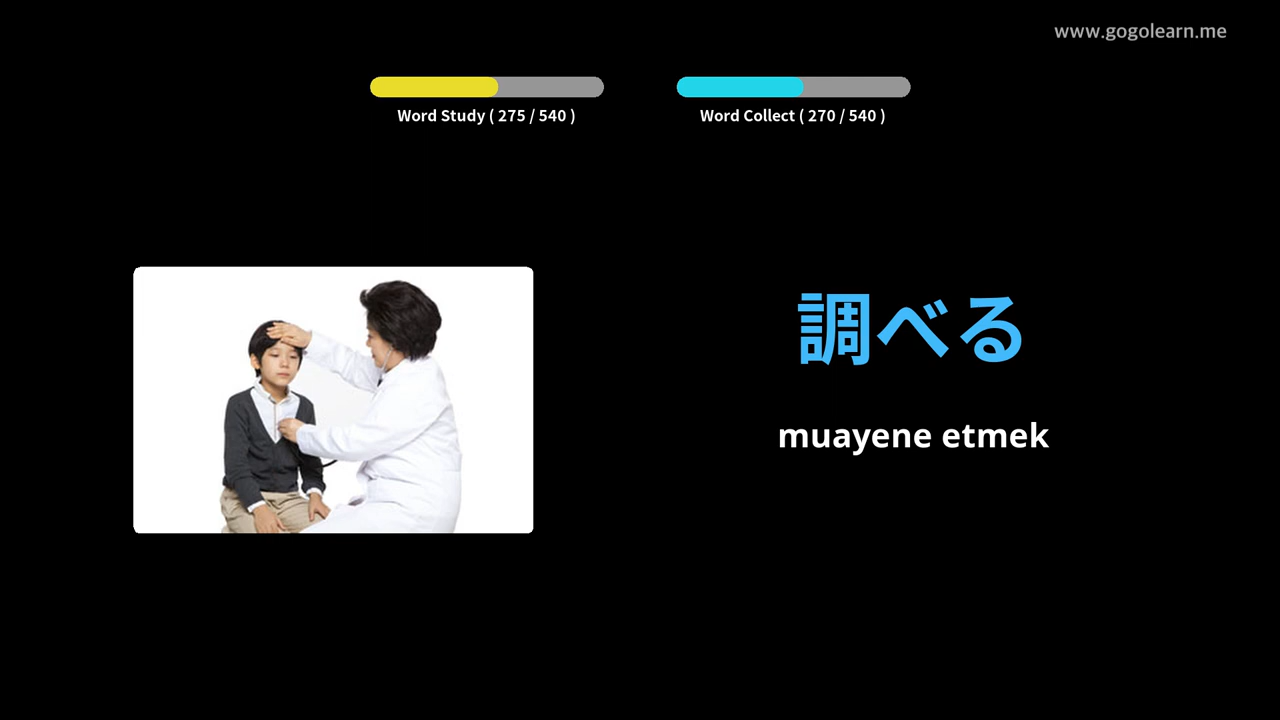 www.gogolearn.me
Word Study ( 275 / 540 )
Word Collect ( 270 / 540 )
調べる
muayene etmek